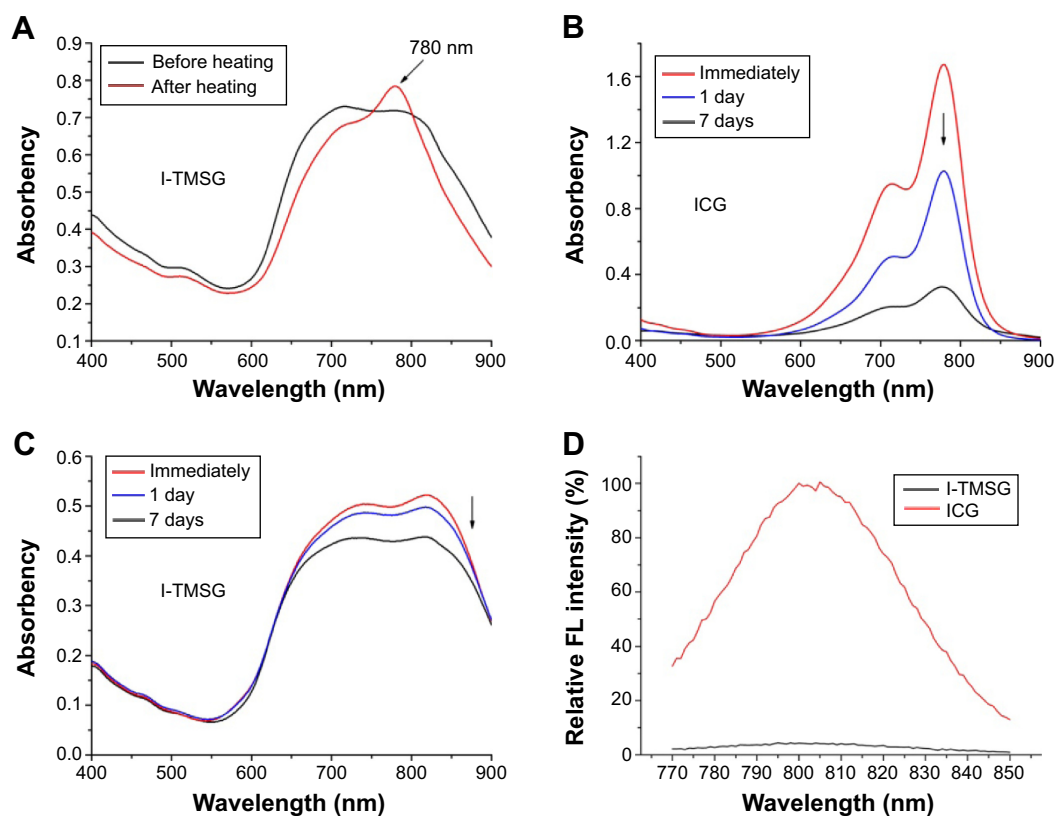 A
Absorbency
0.9
0.8
0.7
0.6
0.5
0.4
0.3
0.2
0.1
Before heating
After heating
780 nm
I-TMSG
400 500 600 700 800 900
Wavelength (nm)
B
Absorbency
1.6
1.2
0.8
0.4
0.0
Immediately
1 day
7 days
ICG
400 500 600 700 800 900
Wavelength (nm)
C
Absorbency
0.6
0.5
0.4
0.3
0.2
0.1
0.0
Immediately
1 day
7 days
I-TMSG
400 500 600 700 800 900
Wavelength (nm)
D
Relative FL intensity (%)
100
80
60
40
20
0
I-TMSG
ICG
770 780 790 800 810 820 830 840 850
Wavelength (nm)